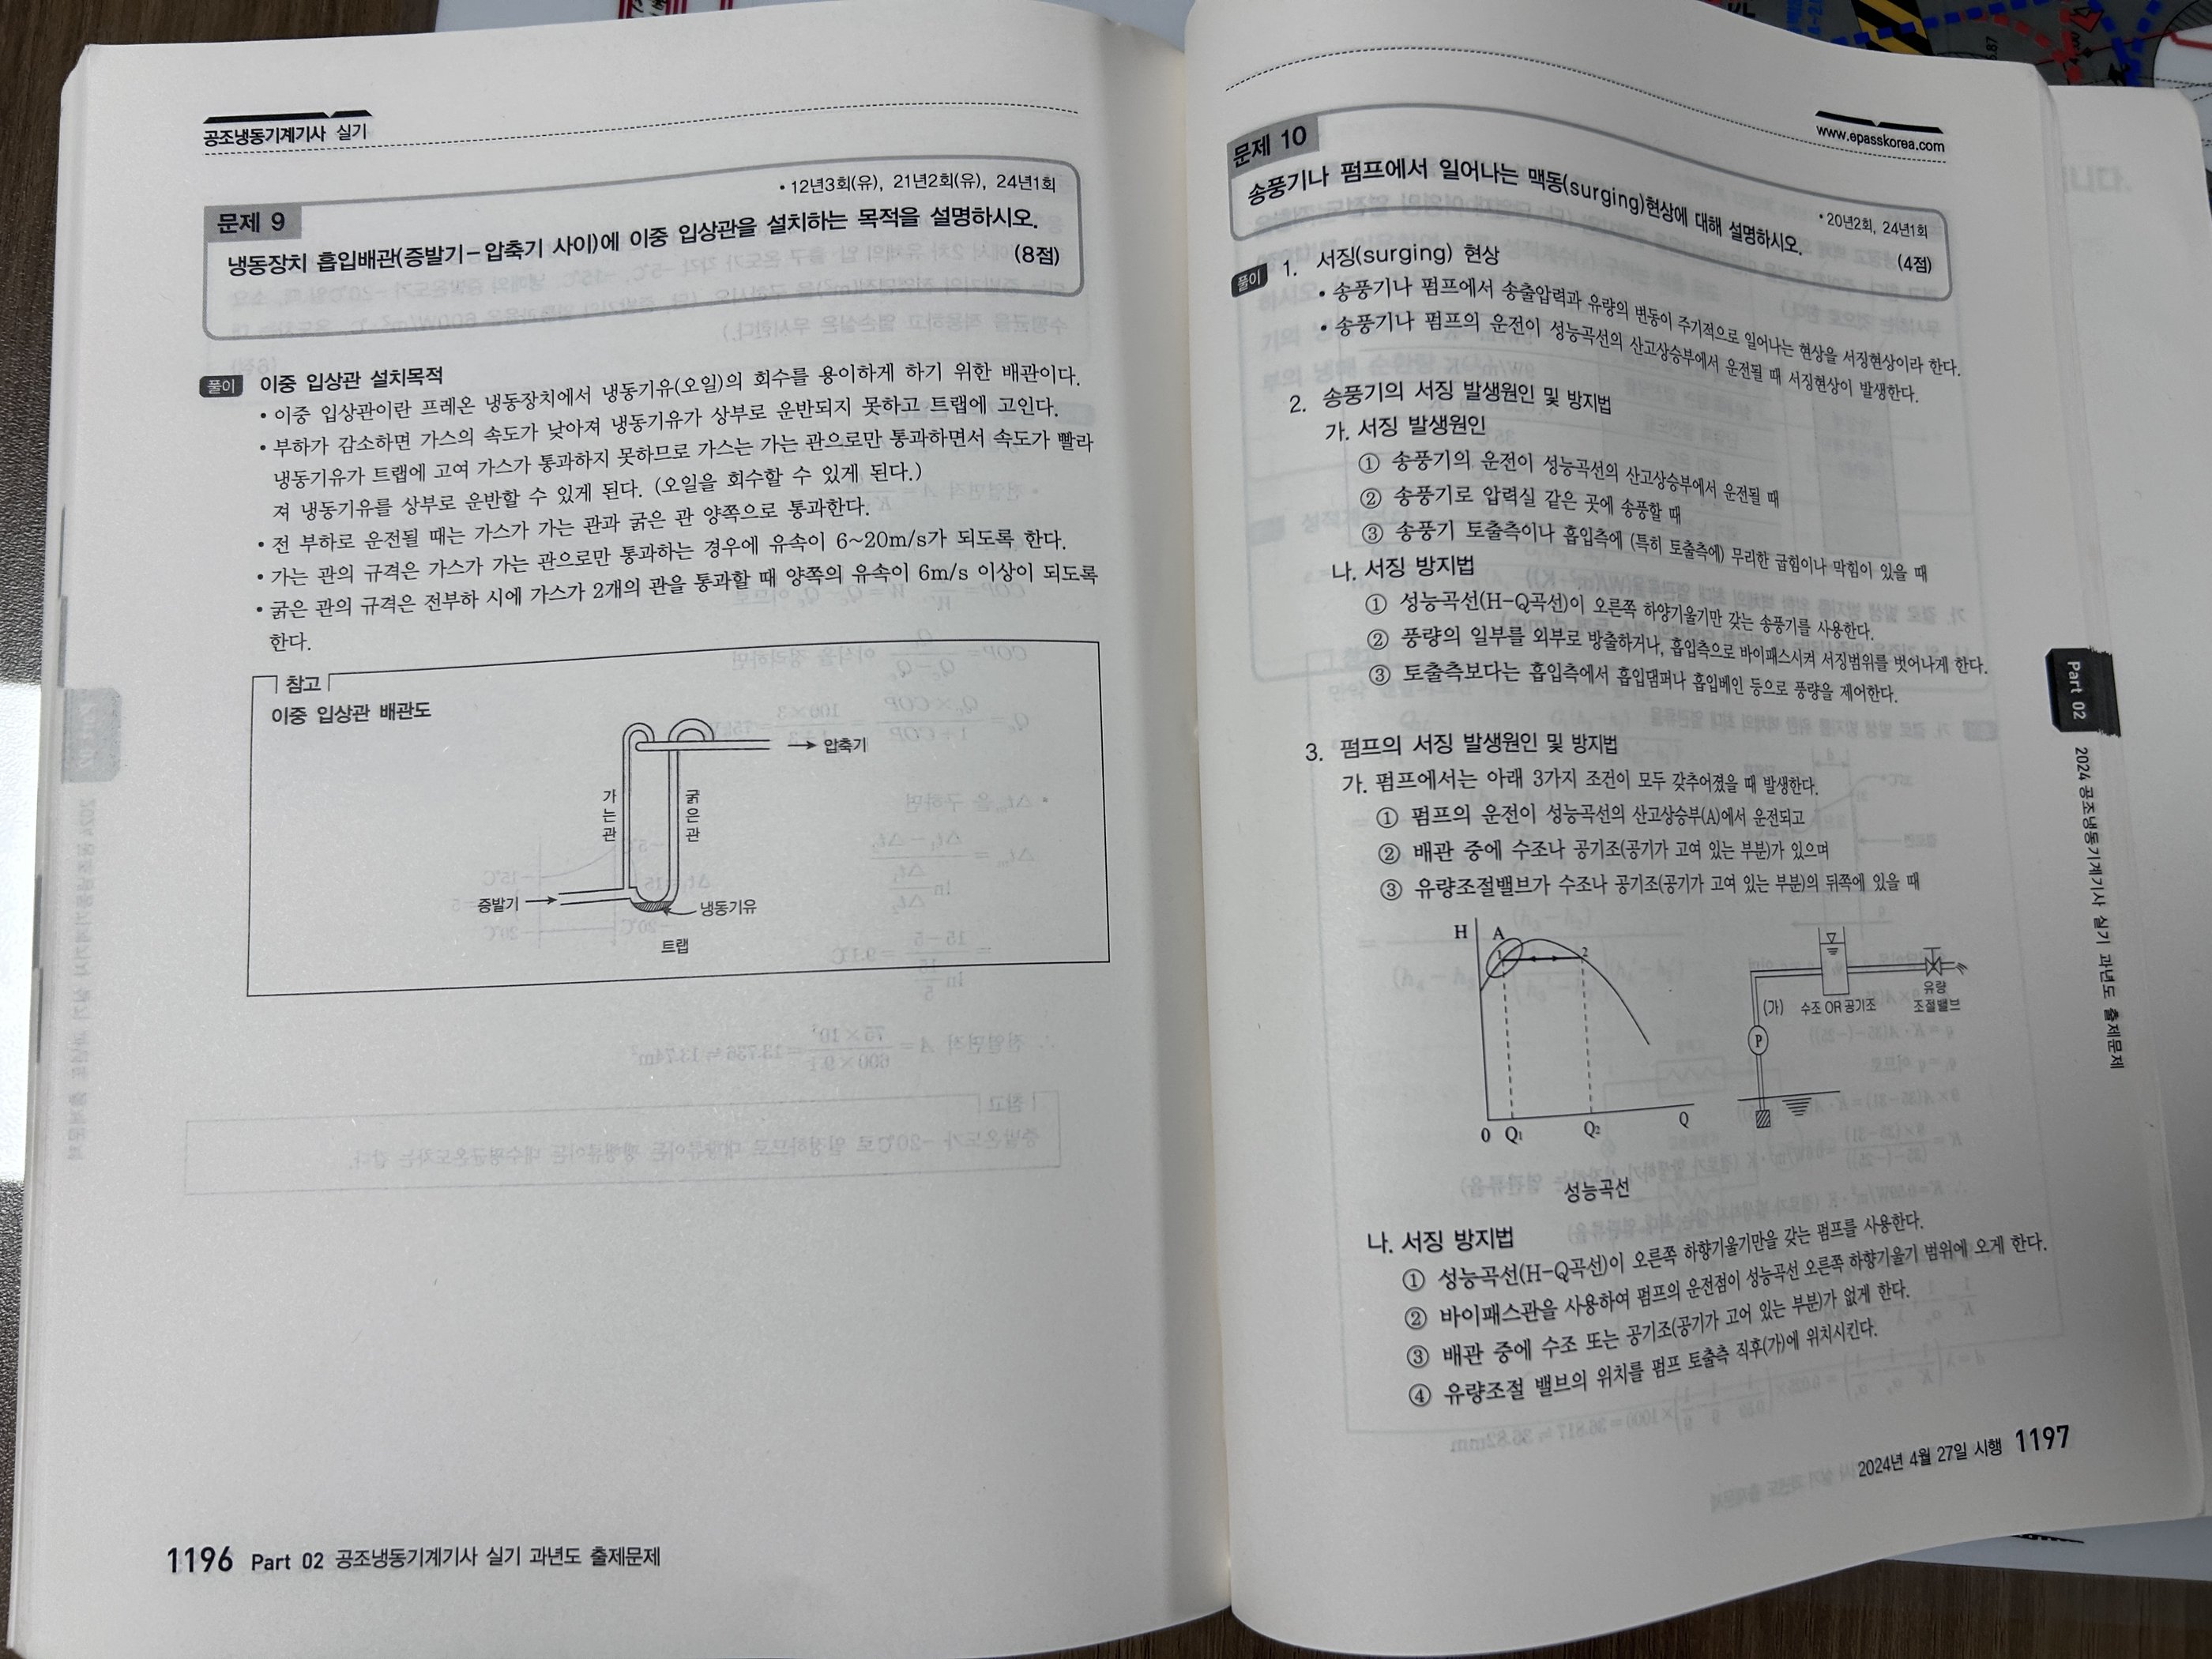 공조냉동기계기사 실기
• 12년3회(유), 21년2회(유), 24년1회
문제 9
냉동장치 흡입배관(증발기-압축기 사이)에 이중 입상관을 설치하는 목적을 설명하시오.
(8점)
풀이 이중 입상관 설치목적
• 이중 입상관이란 프레온 냉동장치에서 냉동기유(오일)의 회수를 용이하게 하기 위한 배관이다.
• 부하가 감소하면 가스의 속도가 낮아져 냉동기유가 상부로 운반되지 못하고 트랩에 고인다.
냉동기유가 트랩에 고여 가스가 통과하지 못하므로 가스는 가는 관으로만 통과하면서 속도가 빨라
져 냉동기유를 상부로 운반할 수 있게 된다. (오일을 회수할 수 있게 된다.)
• 전 부하로 운전될 때는 가스가 가는 관과 굵은 관 양쪽으로 통과한다.
• 가는 관의 규격은 가스가 가는 관으로만 통과하는 경우에 유속이 6~20m/s가 되도록 한다.
• 굵은 관의 규격은 전부하 시에 가스가 2개의 관을 통과할 때 양쪽의 유속이 6m/s 이상이 되도록
한다.
참고
이중 입상관 배관도
압축기
가는관
굵은관
증발기
냉동기유
트랩
1196 Part 02 공조냉동기계기사 실기 과년도 출제문제
www.epasskorea.com
문제 10
• 20년2회, 24년1회
송풍기나 펌프에서 일어나는 맥동(surging)현상에 대해 설명하시오.
(4점)
풀이 1. 서징(surging) 현상
• 송풍기나 펌프에서 송출압력과 유량의 변동이 주기적으로 일어나는 현상을 서징현상이라 한다.
• 송풍기나 펌프의 운전이 성능곡선의 산고상승부에서 운전될 때 서징현상이 발생한다.
2. 송풍기의 서징 발생원인 및 방지법
가. 서징 발생원인
① 송풍기의 운전이 성능곡선의 산고상승부에서 운전될 때
② 송풍기로 압력실 같은 곳에 송풍할 때
③ 송풍기 토출측이나 흡입측에 (특히 토출측에) 무리한 굽힘이나 막힘이 있을 때
나. 서징 방지법
① 성능곡선(H-Q곡선)이 오른쪽 하양기울기만 갖는 송풍기를 사용한다.
② 풍량의 일부를 외부로 방출하거나, 흡입측으로 바이패스시켜 서징범위를 벗어나게 한다.
③ 토출측보다는 흡입측에서 흡입댐퍼나 흡입베인 등으로 풍량을 제어한다.
3. 펌프의 서징 발생원인 및 방지법
가. 펌프에서는 아래 3가지 조건이 모두 갖추어졌을 때 발생한다.
① 펌프의 운전이 성능곡선의 산고상승부(A)에서 운전되고
② 배관 중에 수조나 공기조(공기가 고여 있는 부분)가 있으며
③ 유량조절밸브가 수조나 공기조(공기가 고여 있는 부분)의 뒤쪽에 있을 때
H A 1 2
0 Q₁ Q₂ Q
성능곡선
(가) 수조 OR 공기조
유량
조절밸브
P
나. 서징 방지법
① 성능곡선(H-Q곡선)이 오른쪽 하향기울기만을 갖는 펌프를 사용한다.
② 바이패스관을 사용하여 펌프의 운전점이 성능곡선 오른쪽 하향기울기 범위에 오게 한다.
③ 배관 중에 수조 또는 공기조(공기가 고어 있는 부분)가 없게 한다.
④ 유량조절 밸브의 위치를 펌프 토출측 직후(가)에 위치시킨다.
Part 02
2024 공조냉동기계기사 실기 과년도 출제문제
2024년 4월 27일 시행 1197